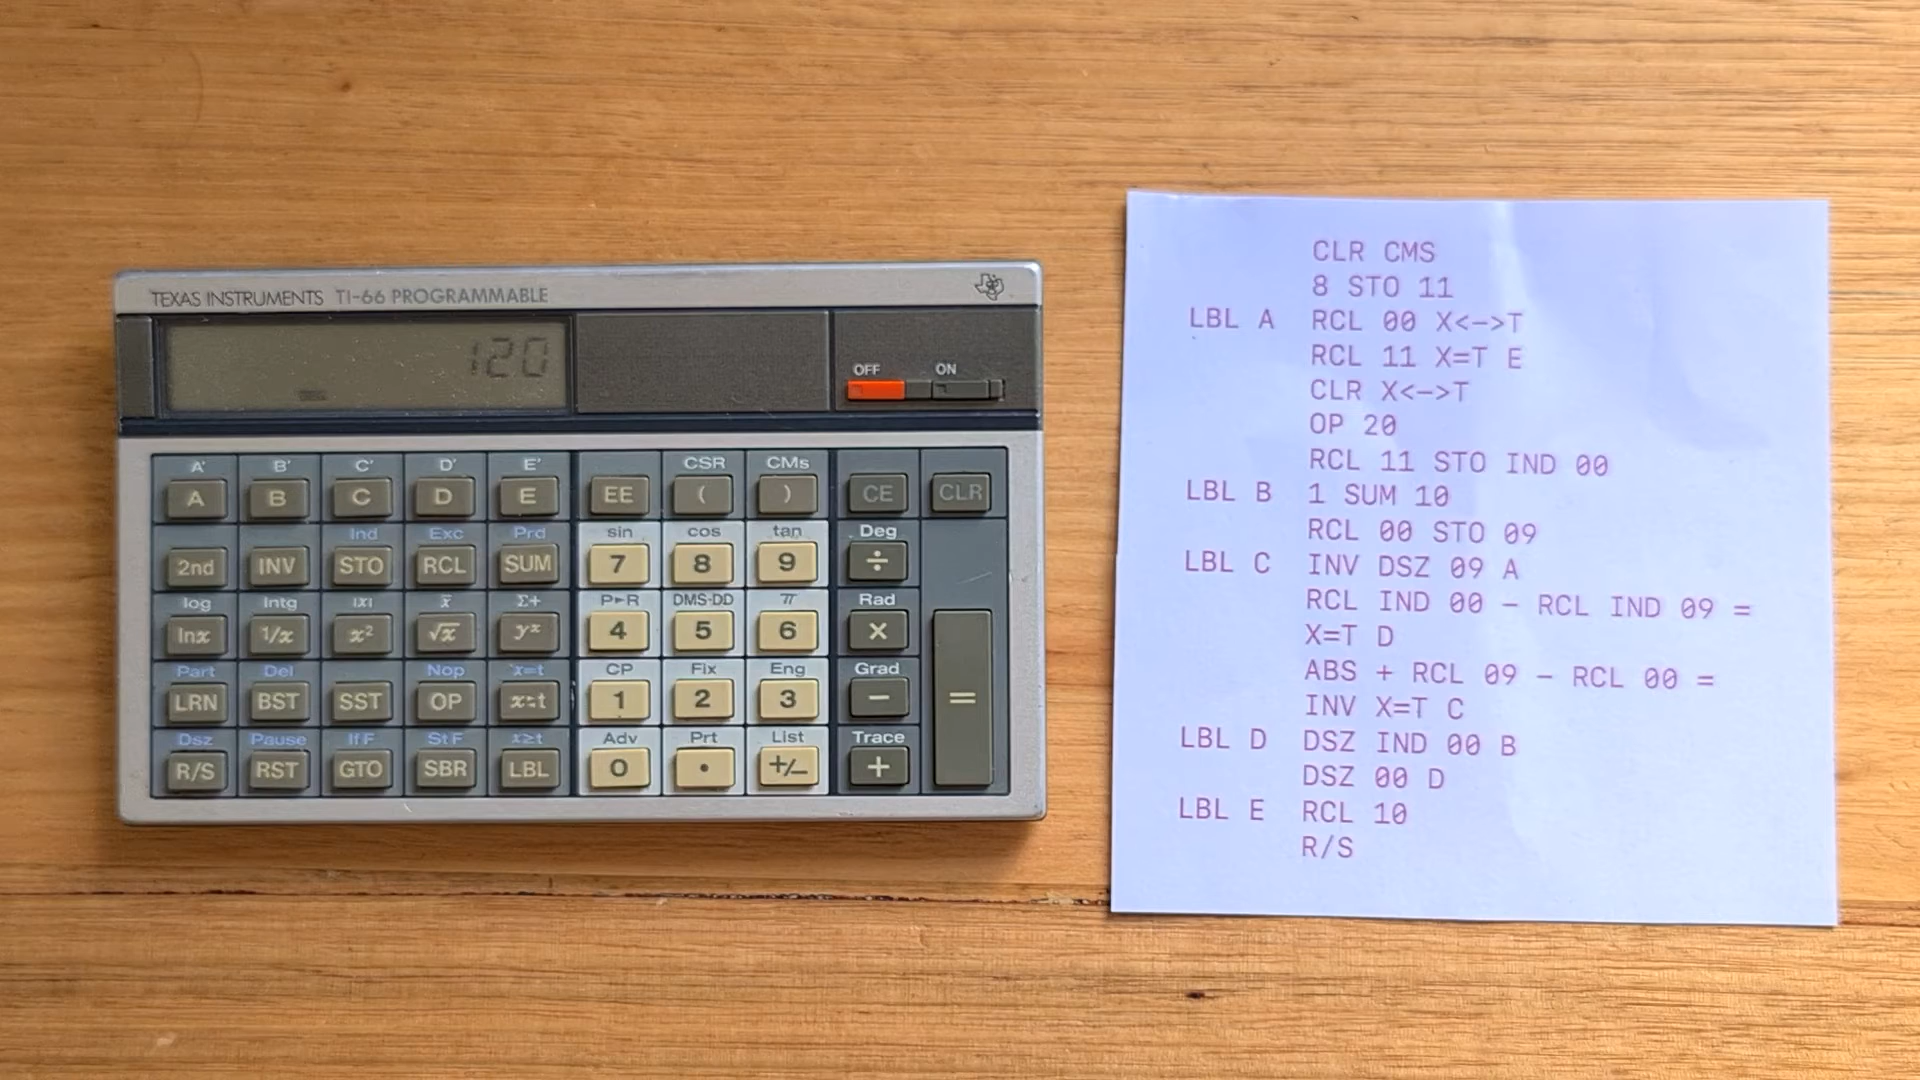 TEXAS INSTRUMENTS TI-66 PROGRAMMABLE
120
OFF ON
A' B' C' D' E' CSR CMs
A B C D E EE ( ) CE CLR
Ind Exc Prd sin cos tan Deg
2nd INV STO RCL SUM 7 8 9 ÷
log Intg |x| x̄ Σ+ P►R DMS-DD π Rad
lnx 1/x x² √x yˣ 4 5 6 X
Part Del Nop x=t CP Fix Eng Grad
LRN BST SST OP x:t 1 2 3 − =
Dsz Pause If F St F x≥t Adv Prt List Trace
R/S RST GTO SBR LBL 0 . +/− +
CLR CMS
8 STO 11
LBL A RCL 00 X<->T
RCL 11 X=T E
CLR X<->T
OP 20
RCL 11 STO IND 00
LBL B 1 SUM 10
RCL 00 STO 09
LBL C INV DSZ 09 A
RCL IND 00 - RCL IND 09 =
X=T D
ABS + RCL 09 - RCL 00 =
INV X=T C
LBL D DSZ IND 00 B
DSZ 00 D
LBL E RCL 10
R/S